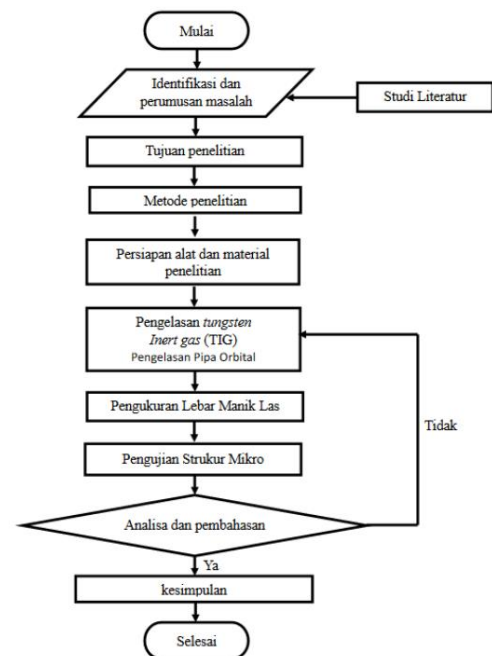 Mulai
Identifikasi dan
perumusan masalah
Studi Literatur
Tujuan penelitian
Metode penelitian
Persiapan alat dan material
penelitian
Pengelasan tungsten
Inert gas (TIG)
Pengelasan Pipa Orbital
Pengukuran Lebar Manik Las
Tidak
Pengujian Strukur Mikro
Analisa dan pembahasan
Ya
kesimpulan
Selesai